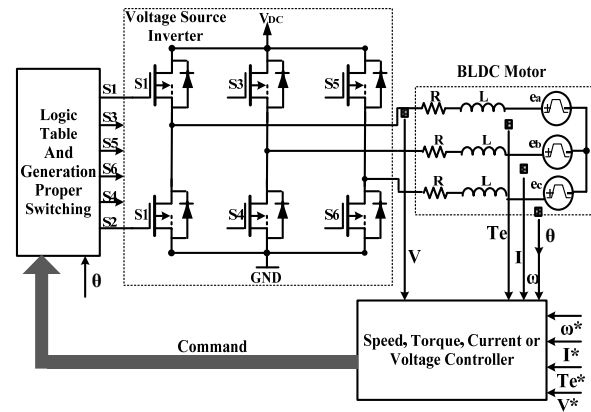 Voltage Source
Inverter
VDC
BLDC Motor
S1
S3
S5
S6
S4
S2
Logic
Table
And
Generation
Proper
Switching
θ
S1
S3
S5
S1
S4
S6
GND
R L ea
R L eb
R L ec
V
Te
I
ω
θ
Command
Speed, Torque, Current or
Voltage Controller
ω*
I*
Te*
V*